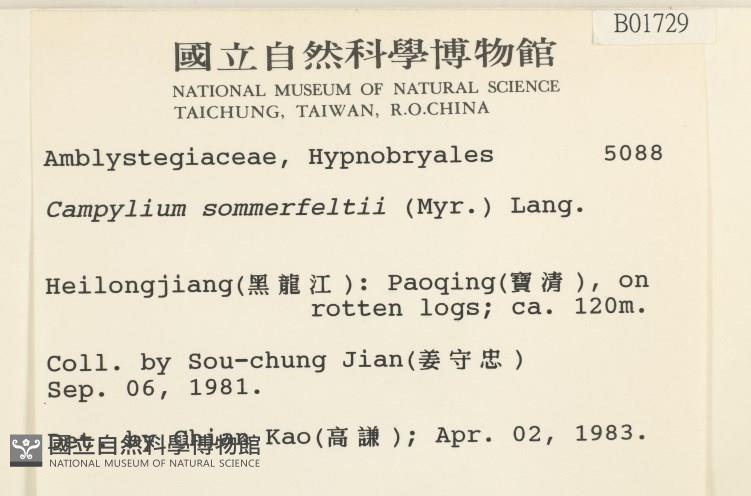 B01729
國立自然科學博物館
NATIONAL MUSEUM OF NATURAL SCIENCE
TAICHUNG, TAIWAN, R.O.CHINA
Amblystegiaceae, Hypnobryales 5088
Campylium sommerfeltii (Myr.) Lang.
Heilongjiang(黑龍江): Paoqing(寶清), on
rotten logs; ca. 120m.
Coll. by Sou-chung Jian(姜守忠)
Sep. 06, 1981.
Det. by Chian Kao(高謙); Apr. 02, 1983.
國立自然科學博物館
NATIONAL MUSEUM OF NATURAL SCIENCE